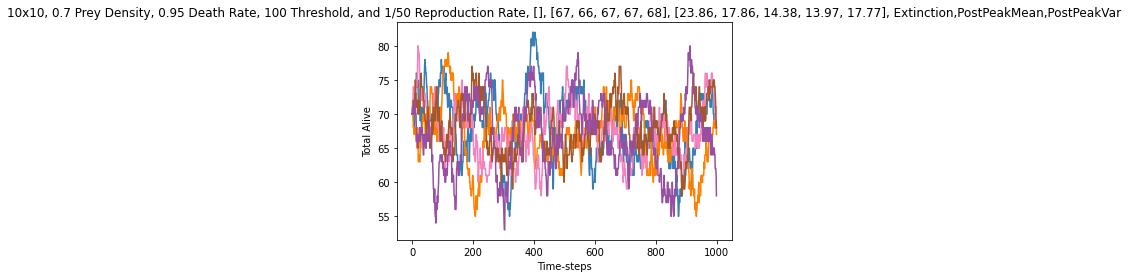 10x10, 0.7 Prey Density, 0.95 Death Rate, 100 Threshold, and 1/50 Reproduction Rate, [], [67, 66, 67, 67, 68], [23.86, 17.86, 14.38, 13.97, 17.77], Extinction,PostPeakMean,PostPeakVar
80
75
70
65
60
55
Total Alive
0 200 400 600 800 1000
Time-steps